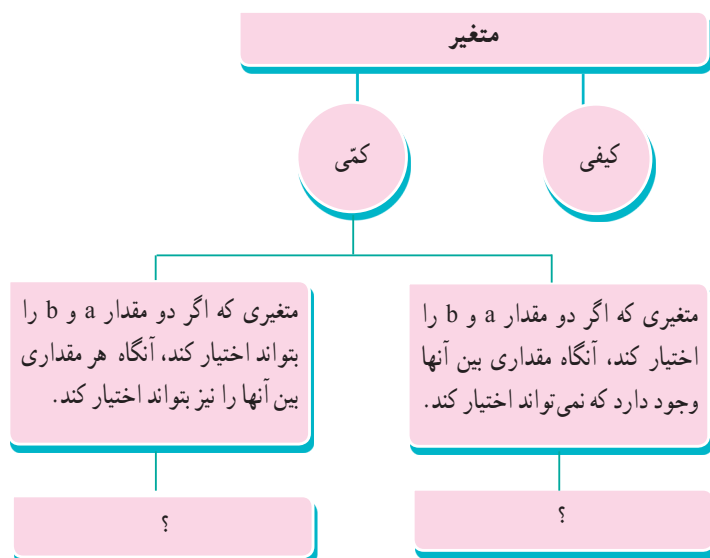 متغیر
کیفی
کمّی
متغیری که اگر دو مقدار a و b را
اختیار کند، آنگاه مقداری بین آنها
وجود دارد که نمی‌تواند اختیار کند.
متغیری که اگر دو مقدار a و b را
بتواند اختیار کند، آنگاه هر مقداری
بین آنها را نیز بتواند اختیار کند.
؟
؟